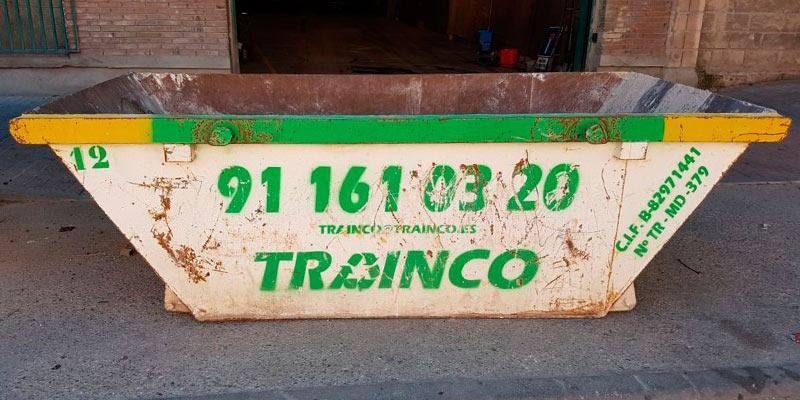 12
91 161 03 20
TRAINCO@TRAINCO.ES
TRAINCO
C.I.F. B-82971441
Nº TR-MD-379